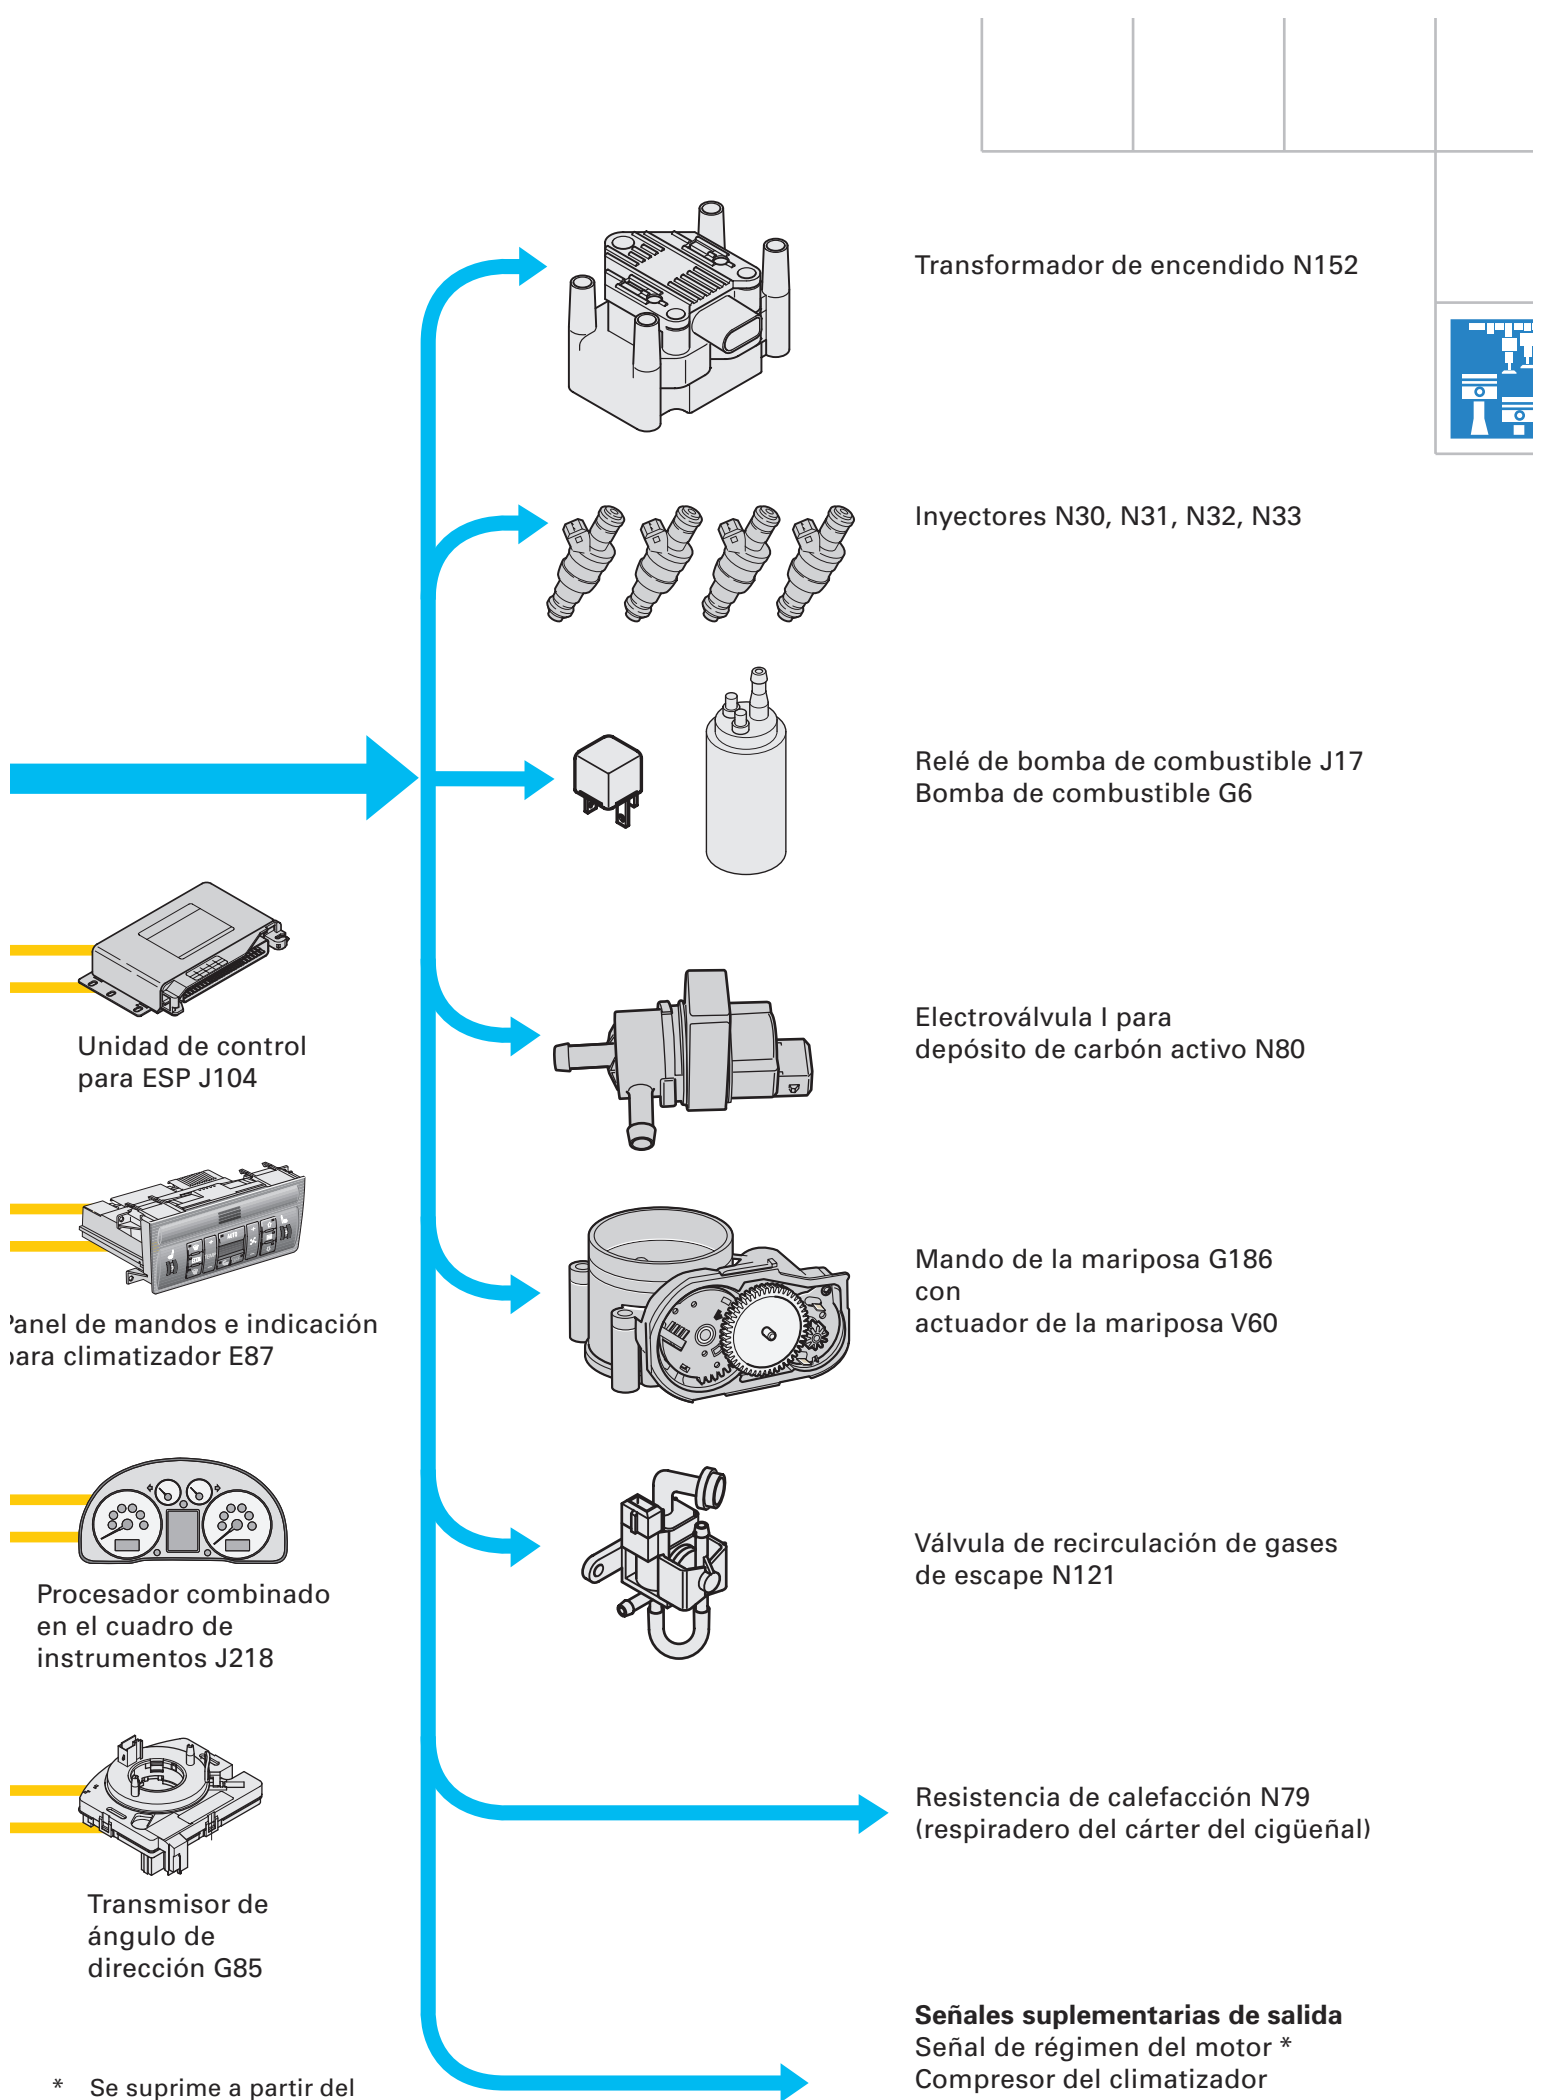 Transformador de encendido N152
Inyectores N30, N31, N32, N33
Relé de bomba de combustible J17
Bomba de combustible G6
Unidad de control
para ESP J104
Electroválvula I para
depósito de carbón activo N80
Mando de la mariposa G186
con
actuador de la mariposa V60
Panel de mandos e indicación
para climatizador E87
Válvula de recirculación de gases
de escape N121
Procesador combinado
en el cuadro de
instrumentos J218
Resistencia de calefacción N79
(respiradero del cárter del cigüeñal)
Transmisor de
ángulo de
dirección G85
Señales suplementarias de salida
Señal de régimen del motor *
Compresor del climatizador
* Se suprime a partir del